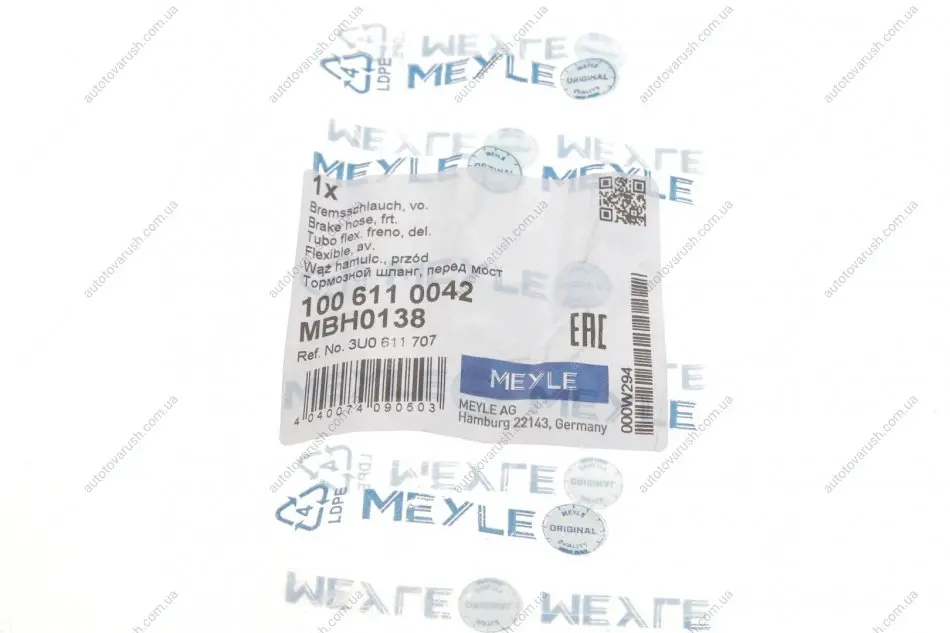 LDPE
MEYLE
ORIGINAL
MEYLE
MEYLE
1x
Bremsschlauch, vo.
Brake hose, frt.
Tubo flex. freno, del.
Flexible, av.
Wąż hamulc., przód
Тормозной шланг, перед мост
100 611 0042
MBH0138
Ref. No. 3U0 611 707
4 040074 090503
EAC
MEYLE
MEYLE AG
Hamburg 22143, Germany
000W294
LDPE
MEYLE
MEYLE
ORIGINAL
QUALITY
autotovarush.com.ua